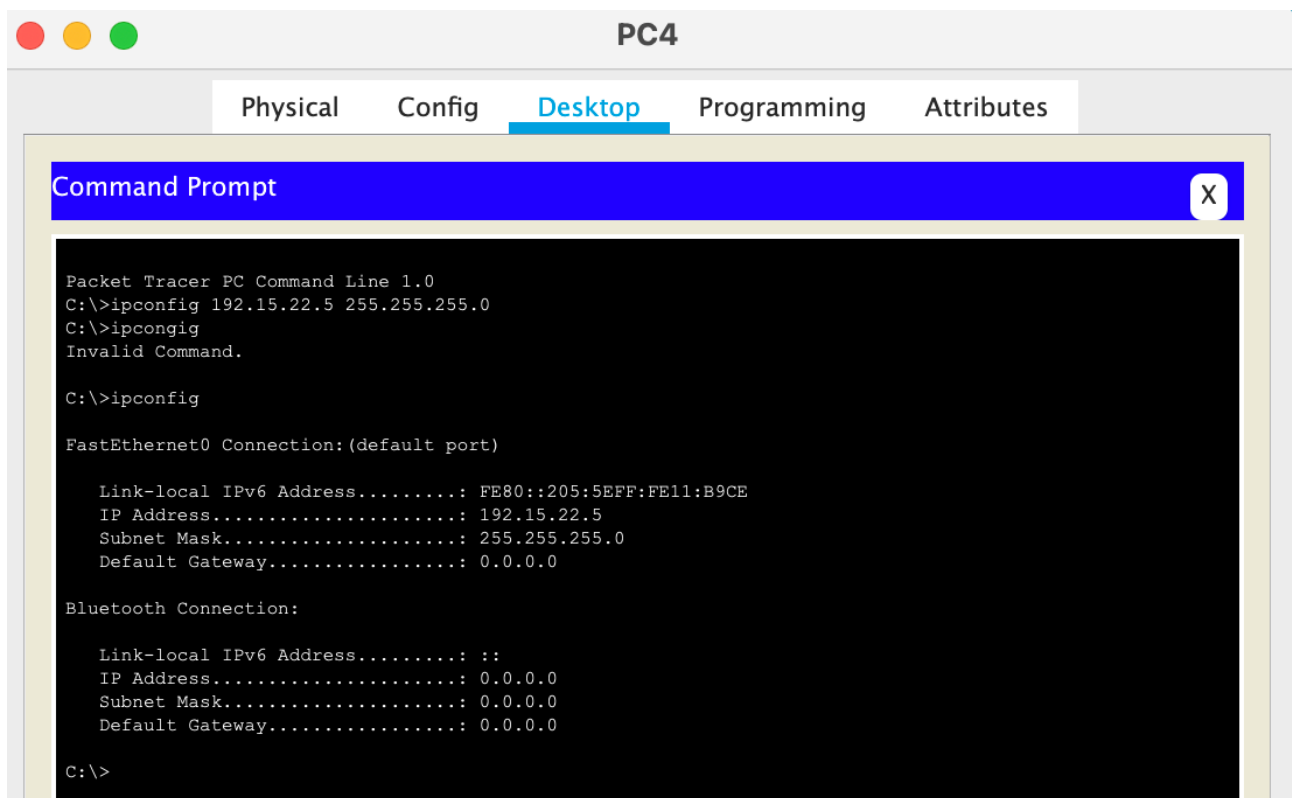 PC4
Physical Config Desktop Programming Attributes
Command Prompt
X
Packet Tracer PC Command Line 1.0
C:\>ipconfig 192.15.22.5 255.255.255.0
C:\>ipcongig
Invalid Command.
C:\>ipconfig
FastEthernet0 Connection:(default port)
Link-local IPv6 Address.........: FE80::205:5EFF:FE11:B9CE
IP Address......................: 192.15.22.5
Subnet Mask.....................: 255.255.255.0
Default Gateway.................: 0.0.0.0
Bluetooth Connection:
Link-local IPv6 Address.........: ::
IP Address......................: 0.0.0.0
Subnet Mask.....................: 0.0.0.0
Default Gateway.................: 0.0.0.0
C:\>